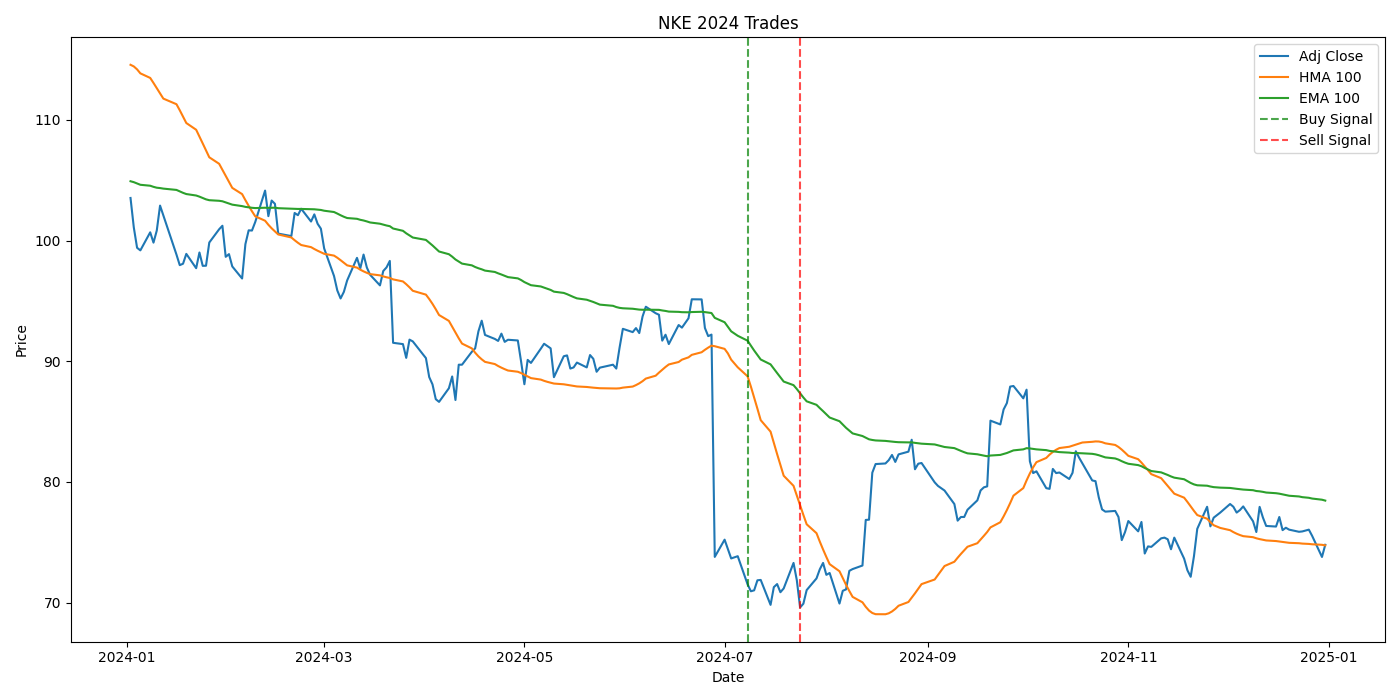 NKE 2024 Trades
Adj Close
HMA 100
EMA 100
Buy Signal
Sell Signal
Price
110
100
90
80
70
2024-01
2024-03
2024-05
2024-07
2024-09
2024-11
2025-01
Date